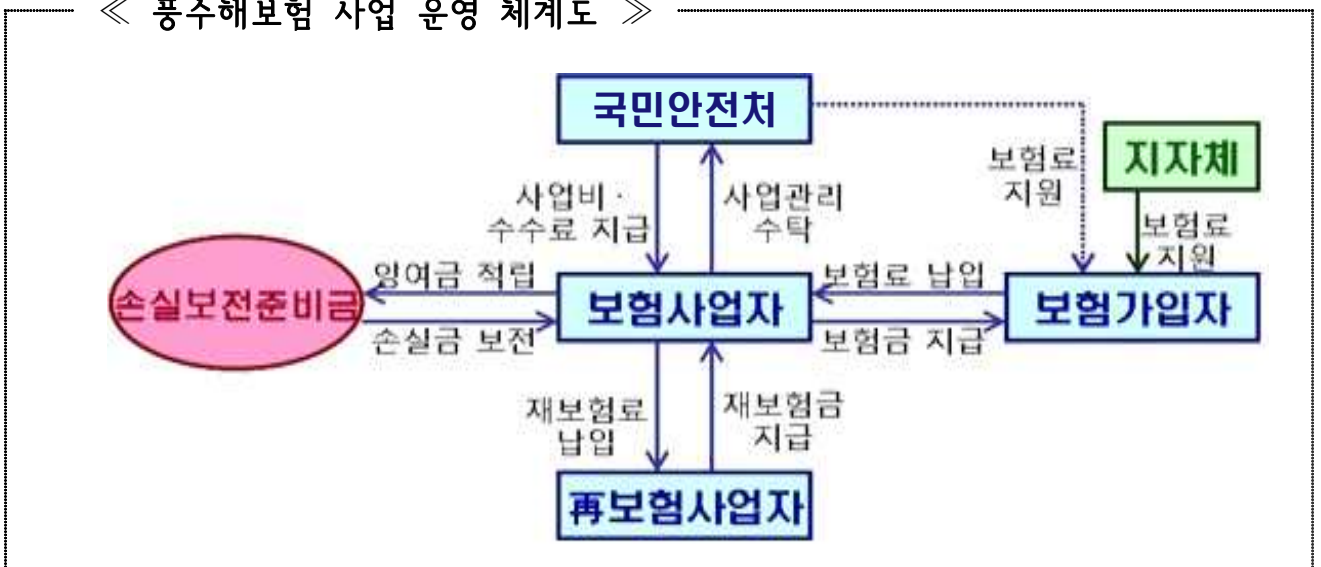 ≪ 풍수해보험 사업 운영 체계도 ≫
국민안전처
보험료
지원
지자체
사업비·
수수료 지급
사업관리
수탁
보험료
지원
잉여금 적립
보험료 납입
손실보전준비금
보험사업자
보험가입자
손실금 보전
보험금 지급
재보험료
납입
재보험금
지급
再보험사업자